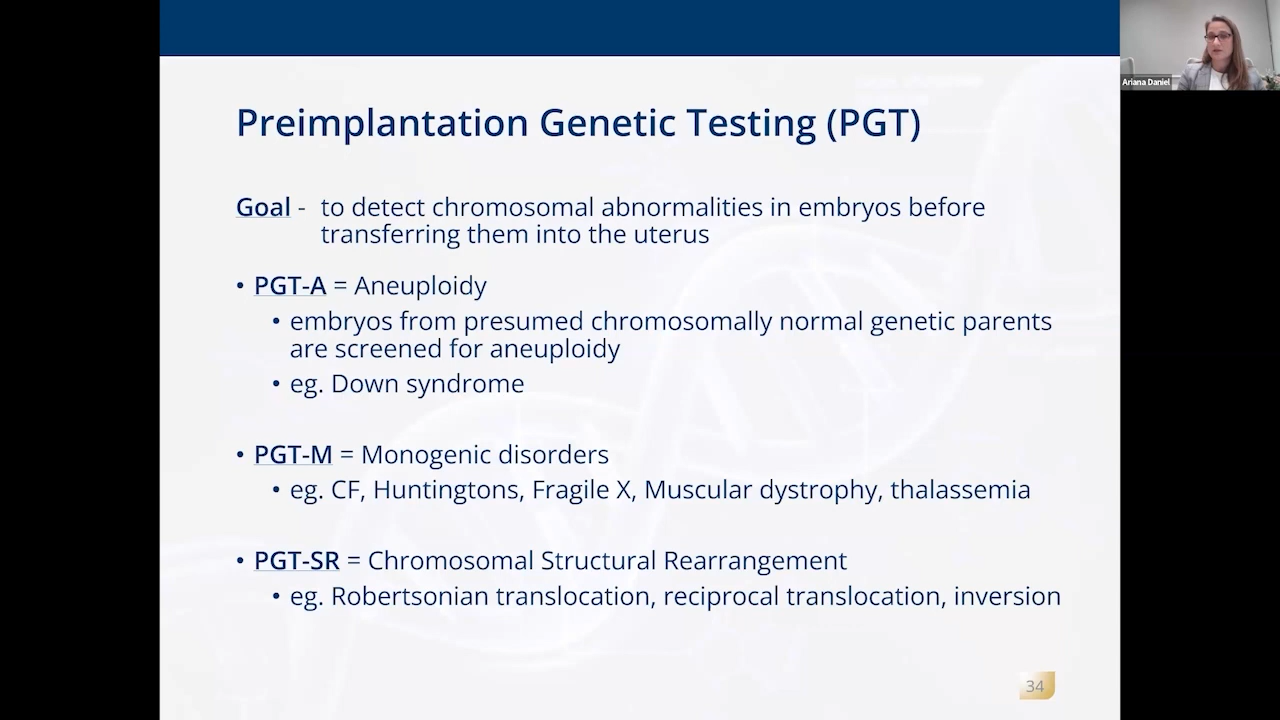 Preimplantation Genetic Testing (PGT)
Goal - to detect chromosomal abnormalities in embryos before
transferring them into the uterus
• PGT-A = Aneuploidy
• embryos from presumed chromosomally normal genetic parents
are screened for aneuploidy
• eg. Down syndrome
• PGT-M = Monogenic disorders
• eg. CF, Huntingtons, Fragile X, Muscular dystrophy, thalassemia
• PGT-SR = Chromosomal Structural Rearrangement
• eg. Robertsonian translocation, reciprocal translocation, inversion
34
Ariana Daniel